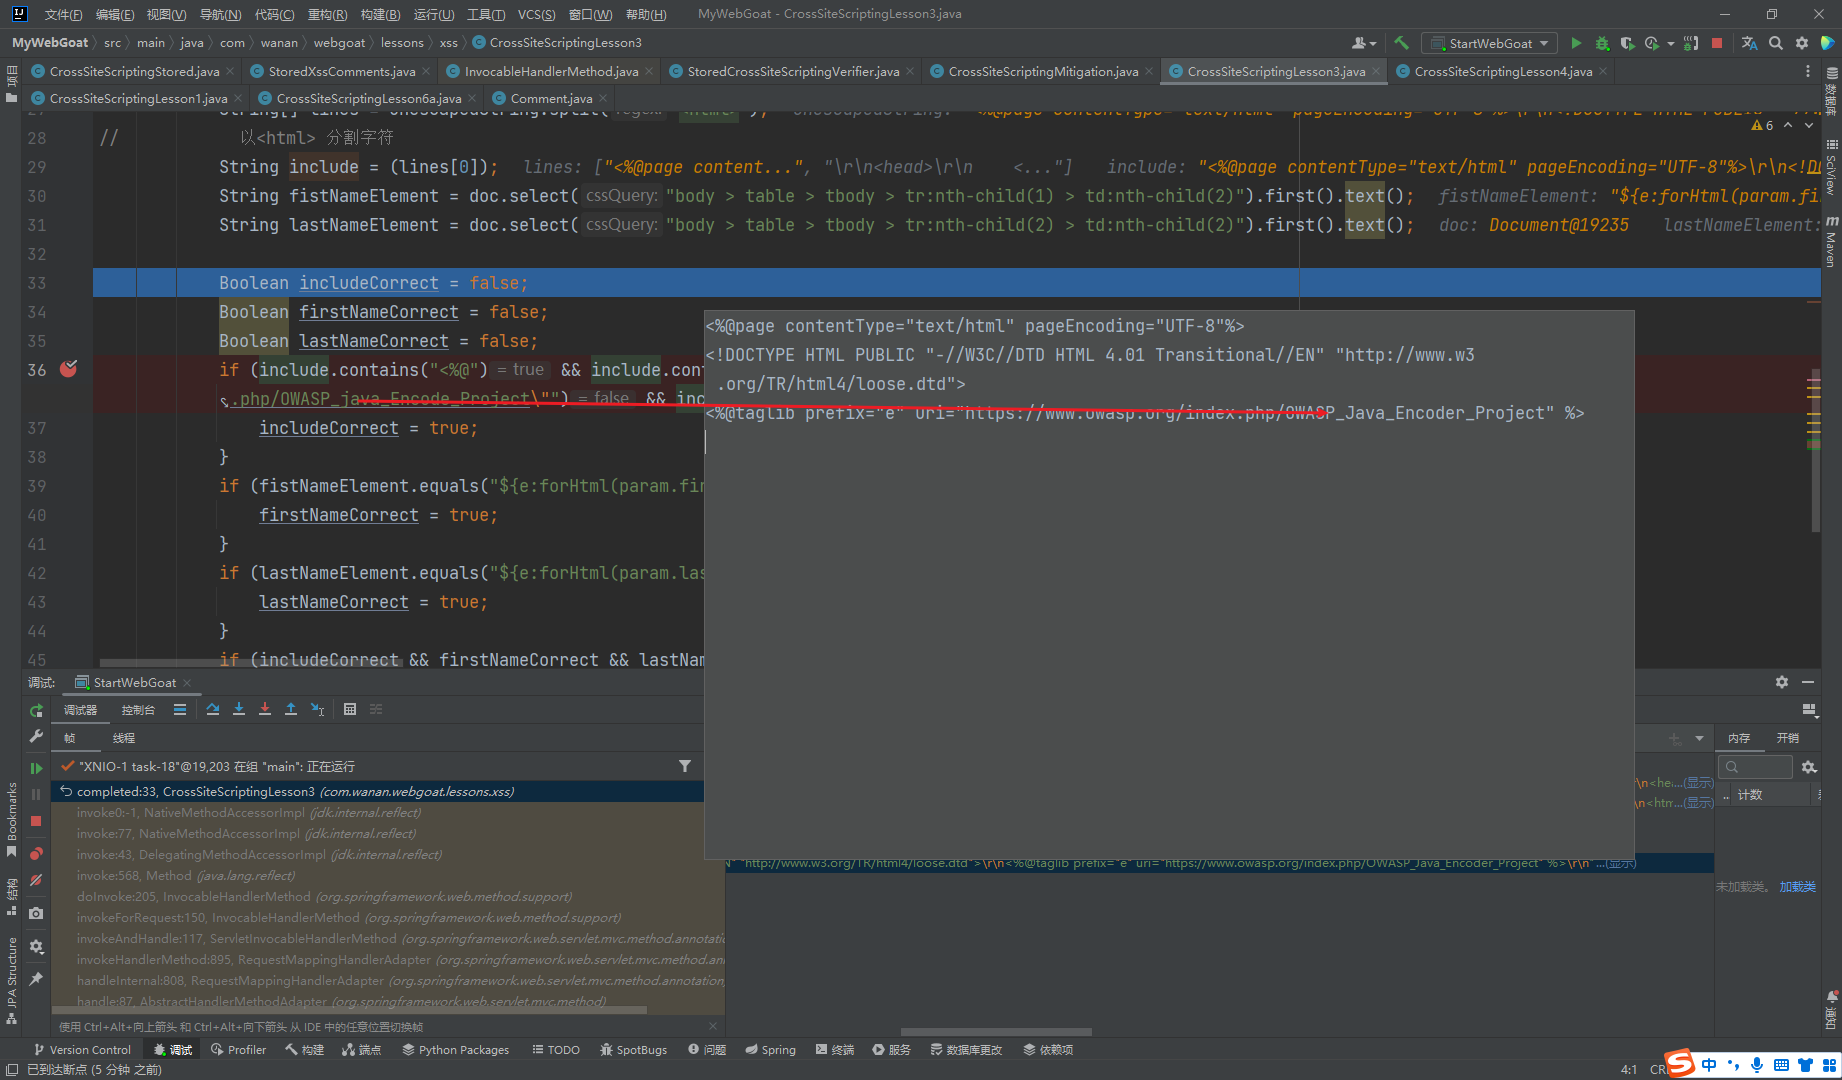 文件(F) 编辑(E) 视图(V) 导航(N) 代码(C) 重构(R) 构建(B) 运行(U) 工具(T) VCS(S) 窗口(W) 帮助(H) MyWebGoat - CrossSiteScriptingLesson3.java
MyWebGoat src main java com wanan webgoat lessons xss CrossSiteScriptingLesson3 StartWebGoat
CrossSiteScriptingStored.java StoredXssComments.java InvocableHandlerMethod.java StoredCrossSiteScriptingVerifier.java CrossSiteScriptingMitigation.java CrossSiteScriptingLesson3.java CrossSiteScriptingLesson4.java
CrossSiteScriptingLesson1.java CrossSiteScriptingLesson6a.java Comment.java
28 // 以<html> 分割字符
6
29 String include = (lines[0]); lines: ["<%@page content...", "\r\n<head>\r\n <..."] include: "<%@page contentType="text/html" pageEncoding="UTF-8"%>\r\n<!DO
30 String fistNameElement = doc.select( cssQuery: "body > table > tbody > tr:nth-child(1) > td:nth-child(2)").first().text(); fistNameElement: "${e:forHtml(param.fi
31 String lastNameElement = doc.select( cssQuery: "body > table > tbody > tr:nth-child(2) > td:nth-child(2)").first().text(); doc: Document@19235 lastNameElement:
32
33 Boolean includeCorrect = false;
34 Boolean firstNameCorrect = false;
35 Boolean lastNameCorrect = false;
36 if (include.contains("<%@") = true && include.con
.php/OWASP_java_Encode_Project\"") = false && inc
37 includeCorrect = true;
38 }
39 if (fistNameElement.equals("${e:forHtml(param.fir
40 firstNameCorrect = true;
41 }
42 if (lastNameElement.equals("${e:forHtml(param.las
43 lastNameCorrect = true;
44 }
45 if (includeCorrect && firstNameCorrect && lastNam
<%@page contentType="text/html" pageEncoding="UTF-8"%>
<!DOCTYPE HTML PUBLIC "-//W3C//DTD HTML 4.01 Transitional//EN" "http://www.w3
.org/TR/html4/loose.dtd">
<%@taglib prefix="e" uri="https://www.owasp.org/index.php/OWASP_Java_Encoder_Project" %>
调试: StartWebGoat
调试器 控制台
帧 线程
"XNIO-1 task-18"@19,203 在组 "main": 正在运行
completed:33, CrossSiteScriptingLesson3 (com.wanan.webgoat.lessons.xss)
invoke0:-1, NativeMethodAccessorImpl (jdk.internal.reflect)
invoke:77, NativeMethodAccessorImpl (jdk.internal.reflect)
invoke:43, DelegatingMethodAccessorImpl (jdk.internal.reflect)
invoke:568, Method (java.lang.reflect)
doInvoke:205, InvocableHandlerMethod (org.springframework.web.method.support)
invokeForRequest:150, InvocableHandlerMethod (org.springframework.web.method.support)
invokeAndHandle:117, ServletInvocableHandlerMethod (org.springframework.web.servlet.mvc.method.annotatio
invokeHandlerMethod:895, RequestMappingHandlerAdapter (org.springframework.web.servlet.mvc.method.an
handleInternal:808, RequestMappingHandlerAdapter (org.springframework.web.servlet.mvc.method.annotation
handle:87, AbstractHandlerMethodAdapter (org.springframework.web.servlet.mvc.method)
使用 Ctrl+Alt+向上箭头 和 Ctrl+Alt+向下箭头 从 IDE 中的任意位置切换帧
\n<he...(显示)
\n<htm...(显示)
N" "http://www.w3.org/TR/html4/loose.dtd">\r\n<%@taglib prefix="e" uri="https://www.owasp.org/index.php/OWASP_Java_Encoder_Project" %>\r\n"...(显示)
内存 开销
.. 计数
未加载类。 加载类
项目
Bookmarks
结构
JPA Structure
数据库
SciView
Maven
通知
Version Control 调试 Profiler 构建 端点 Python Packages TODO SpotBugs 问题 Spring 终端 服务 数据库更改 依赖项
已到达断点 (5 分钟 之前) 4:1
中